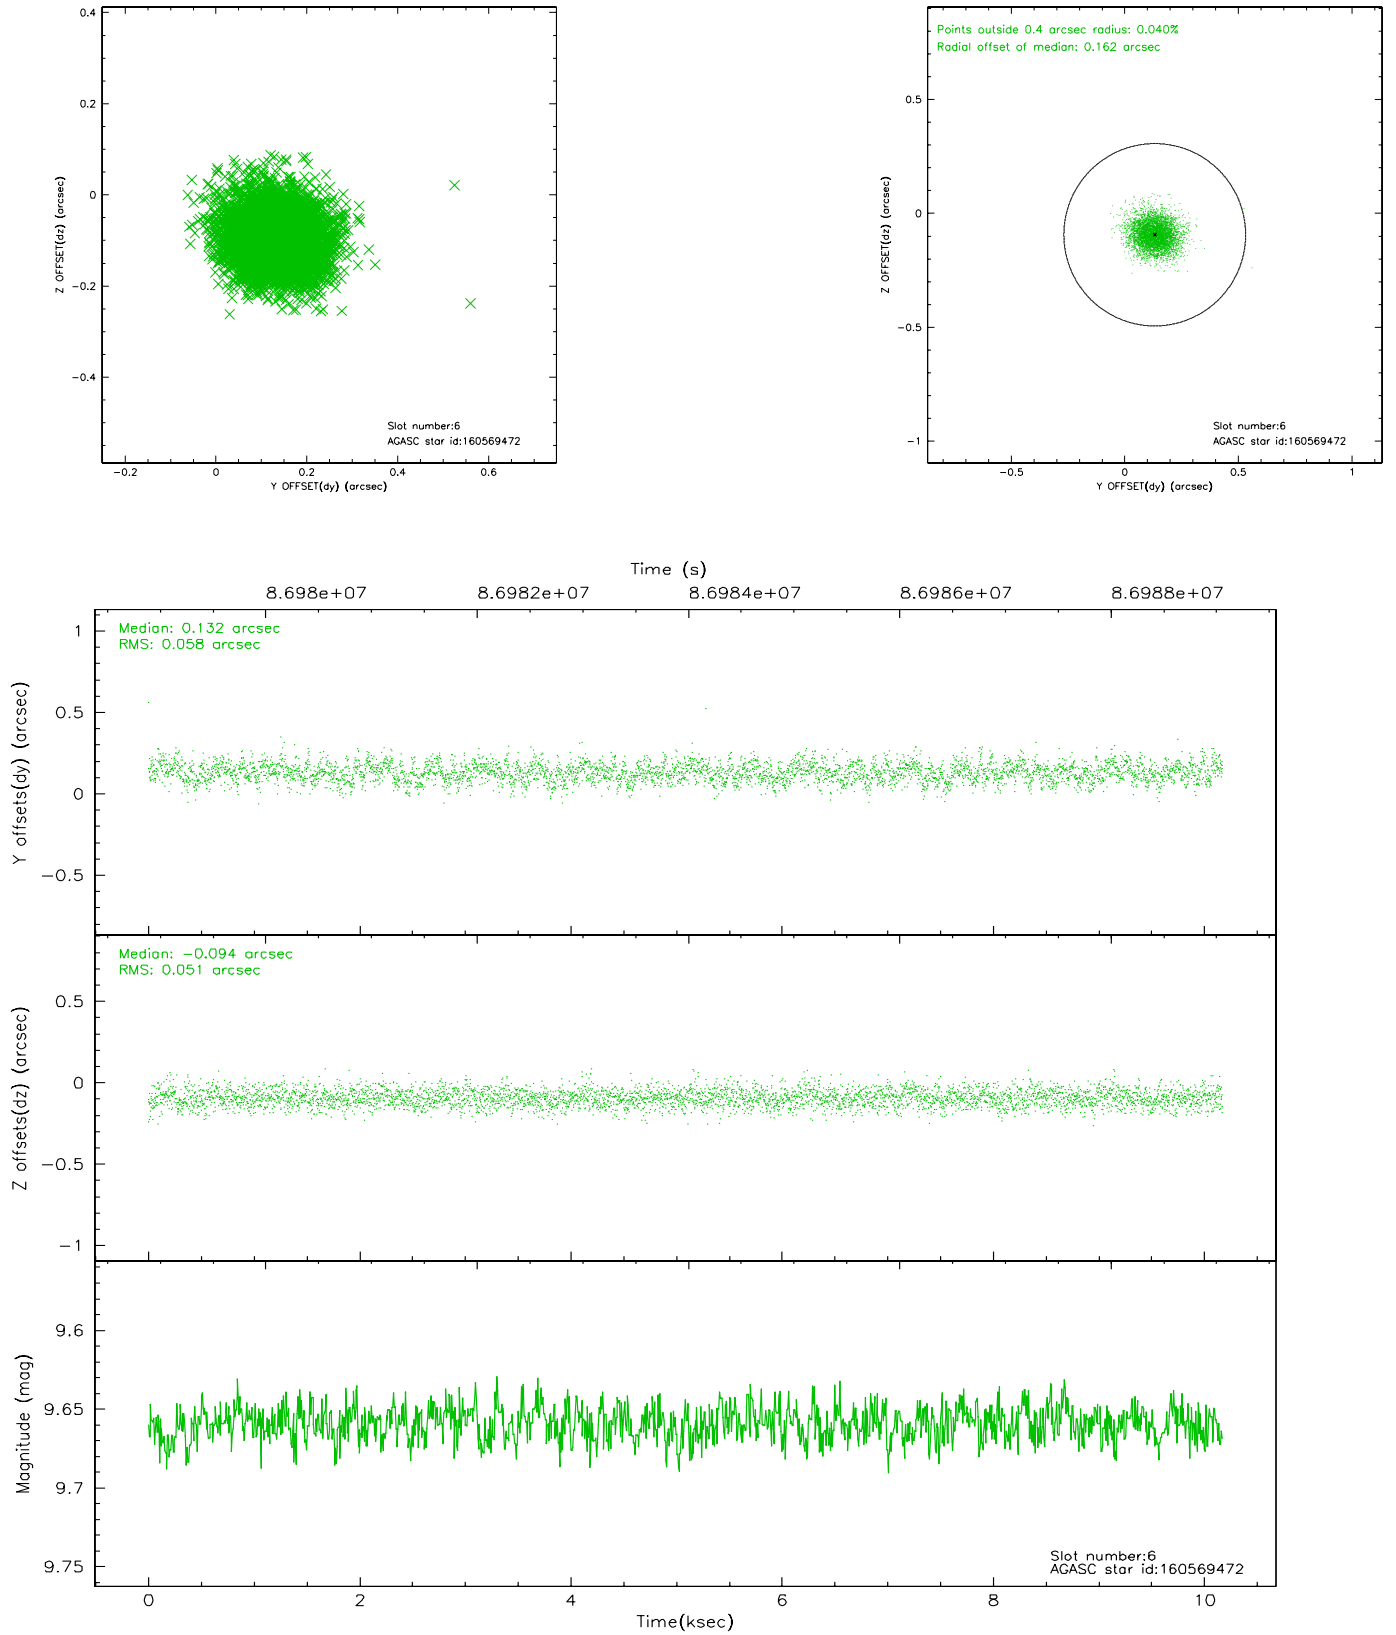 0.4
0.2
0
−0.2
−0.4
Z OFFSET(dz) (arcsec)
Slot number:6
AGASC star id:160569472
−0.2
0
0.2
0.4
0.6
Y OFFSET(dy) (arcsec)
Points outside 0.4 arcsec radius: 0.040%
Radial offset of median: 0.162 arcsec
0.5
0
−0.5
−1
Z OFFSET(dz) (arcsec)
Slot number:6
AGASC star id:160569472
−0.5
0
0.5
1
Y OFFSET(dy) (arcsec)
Time (s)
8.698e+07
8.6982e+07
8.6984e+07
8.6986e+07
8.6988e+07
Median: 0.132 arcsec
RMS: 0.058 arcsec
1
0.5
0
−0.5
Y offsets(dy) (arcsec)
Median: −0.094 arcsec
RMS: 0.051 arcsec
0.5
0
−0.5
−1
Z offsets(dz) (arcsec)
9.6
9.65
9.7
9.75
Magnitude (mag)
Slot number:6
AGASC star id:160569472
0
2
4
6
8
10
Time(ksec)